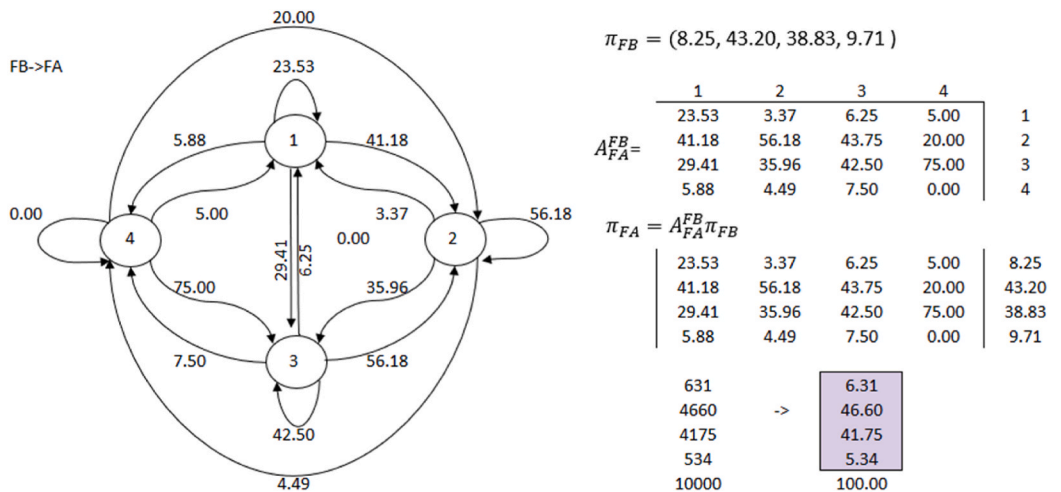 20.00
FB->FA
23.53
5.88
1
41.18
0.00
4
5.00
29.41
6.25
0.00
3.37
2
56.18
75.00
35.96
7.50
3
56.18
42.50
4.49
π_FB = (8.25, 43.20, 38.83, 9.71 )
1 2 3 4
23.53 3.37 6.25 5.00 1
41.18 56.18 43.75 20.00 2
A_FA^FB=
29.41 35.96 42.50 75.00 3
5.88 4.49 7.50 0.00 4
π_FA = A_FA^FB π_FB
23.53 3.37 6.25 5.00 8.25
41.18 56.18 43.75 20.00 43.20
29.41 35.96 42.50 75.00 38.83
5.88 4.49 7.50 0.00 9.71
631 6.31
4660 -> 46.60
4175 41.75
534 5.34
10000 100.00